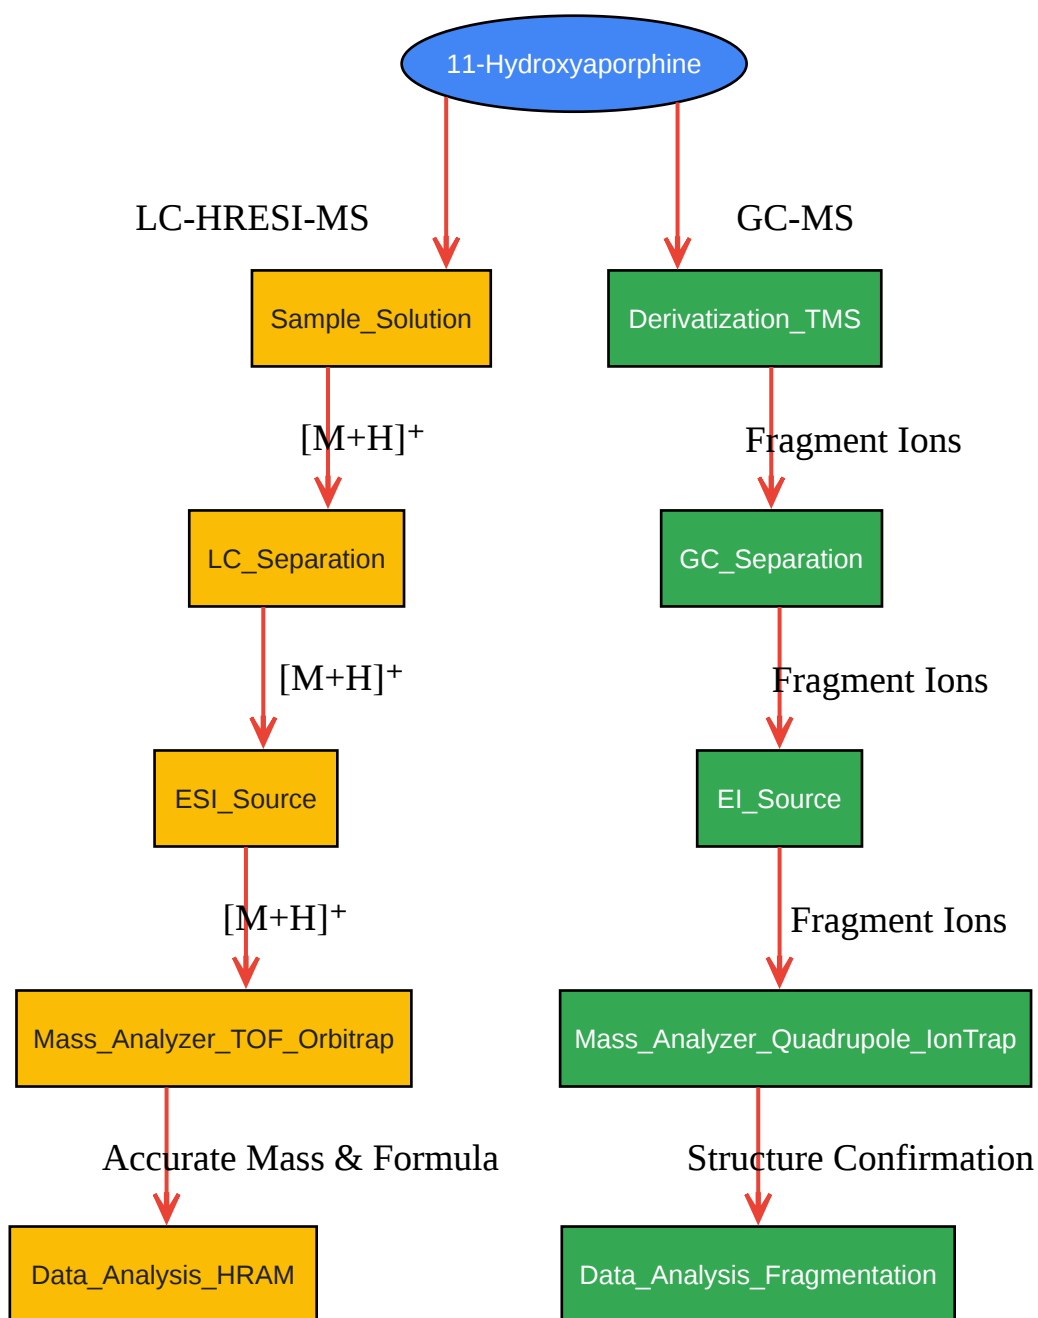 11-Hydroxyaporphine
LC-HRESI-MS
GC-MS
Sample_Solution
Derivatization_TMS
[M+H]⁺
Fragment Ions
LC_Separation
GC_Separation
[M+H]⁺
Fragment Ions
ESI_Source
EI_Source
[M+H]⁺
Fragment Ions
Mass_Analyzer_TOF_Orbitrap
Mass_Analyzer_Quadrupole_IonTrap
Accurate Mass & Formula
Structure Confirmation
Data_Analysis_HRAM
Data_Analysis_Fragmentation